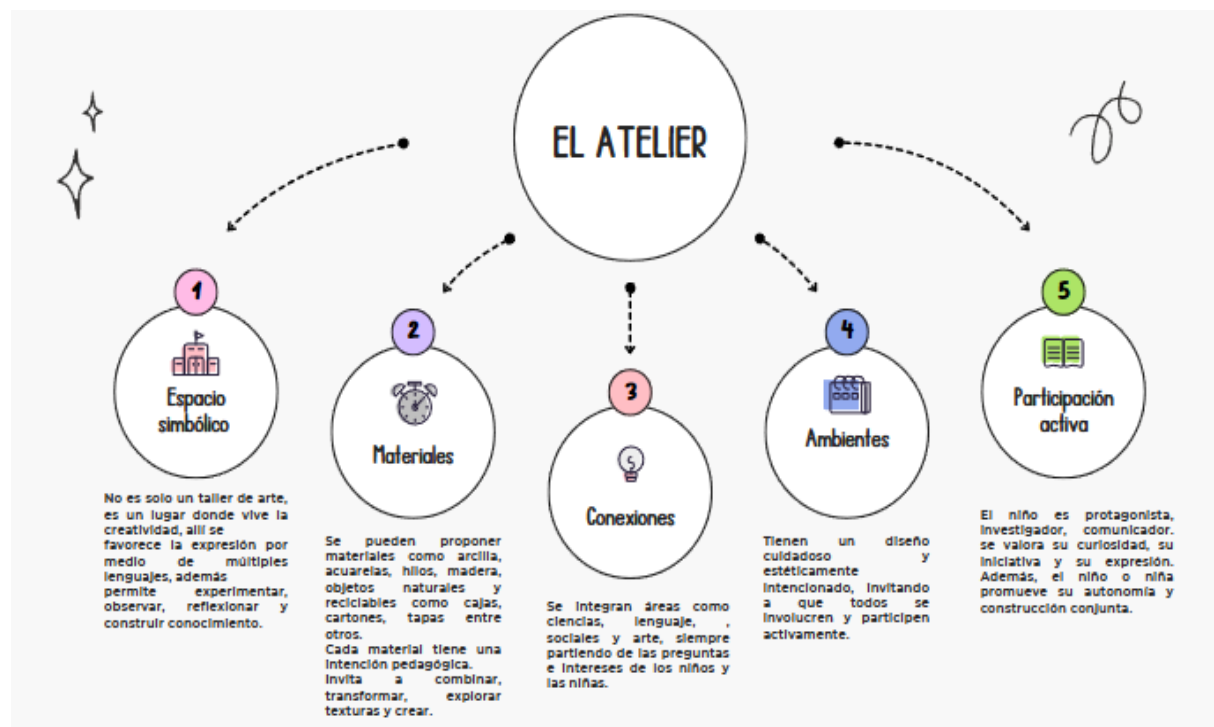 EL ATELIER
1
Espacio
simbólico
No es solo un taller de arte,
es un lugar donde vive la
creatividad, allí se
favorece la expresión por
medio de múltiples
lenguajes, además
permite experimentar,
observar, reflexionar y
construir conocimiento.
2
Materiales
Se pueden proponer
materiales como arcilla,
acuarelas, hilos, madera,
objetos naturales y
reciclables como cajas,
cartones, tapas entre
otros.
Cada material tiene una
intención pedagógica.
Invita a combinar,
transformar, explorar
texturas y crear.
3
Conexiones
Se integran áreas como
ciencias, lenguaje, ,
sociales y arte, siempre
partiendo de las preguntas
e intereses de los niños y
las niñas.
4
Ambientes
Tienen un diseño
cuidadoso y
estéticamente
intencionado, invitando
a que todos se
involucren y participen
activamente.
5
Participación
activa
El niño es protagonista,
investigador, comunicador.
se valora su curiosidad, su
iniciativa y su expresión.
Además, el niño o niña
promueve su autonomía y
construcción conjunta.